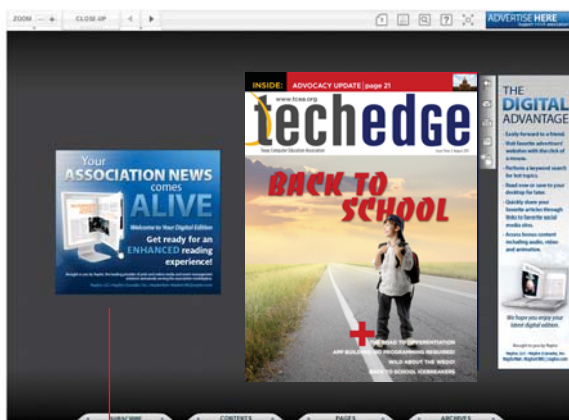 ZOOM
CLOSE-UP
ADVERTISE HERE
INSIDE: ADVOCACY UPDATE | page 21
www.tcea.org
techedge
Texas Computer Education Association
BACK TO
SCHOOL
THE ROAD TO DIFFERENTIATION
APP BUILDING: NO PROGRAMMING REQUIRED!
WILD ABOUT THE WEB!
BACK TO SCHOOL ICEBREAKERS
Your
ASSOCIATION NEWS
comes
ALIVE
Welcome to Your Digital Edition
Get ready for an
ENHANCED reading
experience!
THE
DIGITAL
ADVANTAGE
Easily forward to a friend.
Visit favorite advertisers'
websites with the click of
a mouse.
Perform a keyword search
for hot topics.
Read now or save to your
desktop for later.
Quickly share your
favorite articles through
links to favorite social
media sites.
Access bonus content
including audio, video
and animation.
We hope you enjoy your
latest digital edition.
SUBSCRIBE
CONTENTS
PAGES
ARCHIVES